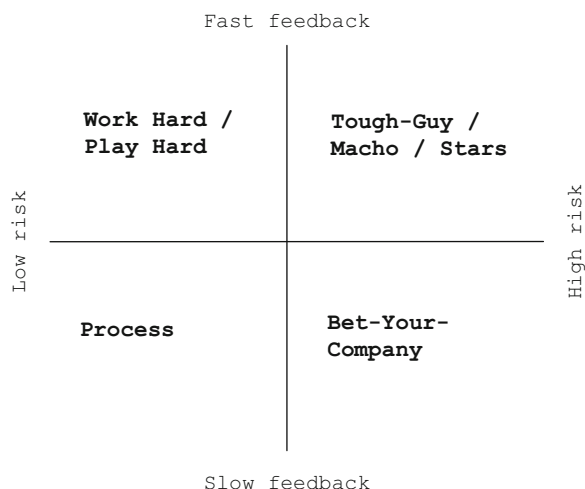 Fast feedback
Work Hard /
Play Hard
Tough-Guy /
Macho / Stars
Low risk
High risk
Process
Bet-Your-
Company
Slow feedback